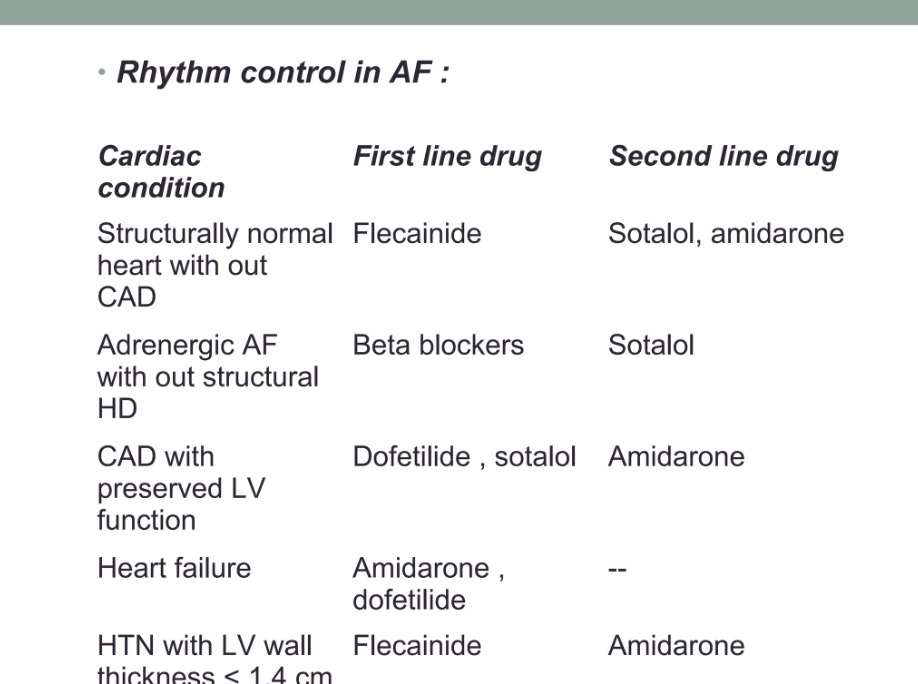 • Rhythm control in AF :
Cardiac condition First line drug Second line drug
Structurally normal heart with out CAD Flecainide Sotalol, amidarone
Adrenergic AF with out structural HD Beta blockers Sotalol
CAD with preserved LV function Dofetilide , sotalol Amidarone
Heart failure Amidarone , dofetilide --
HTN with LV wall thickness < 1.4 cm Flecainide Amidarone